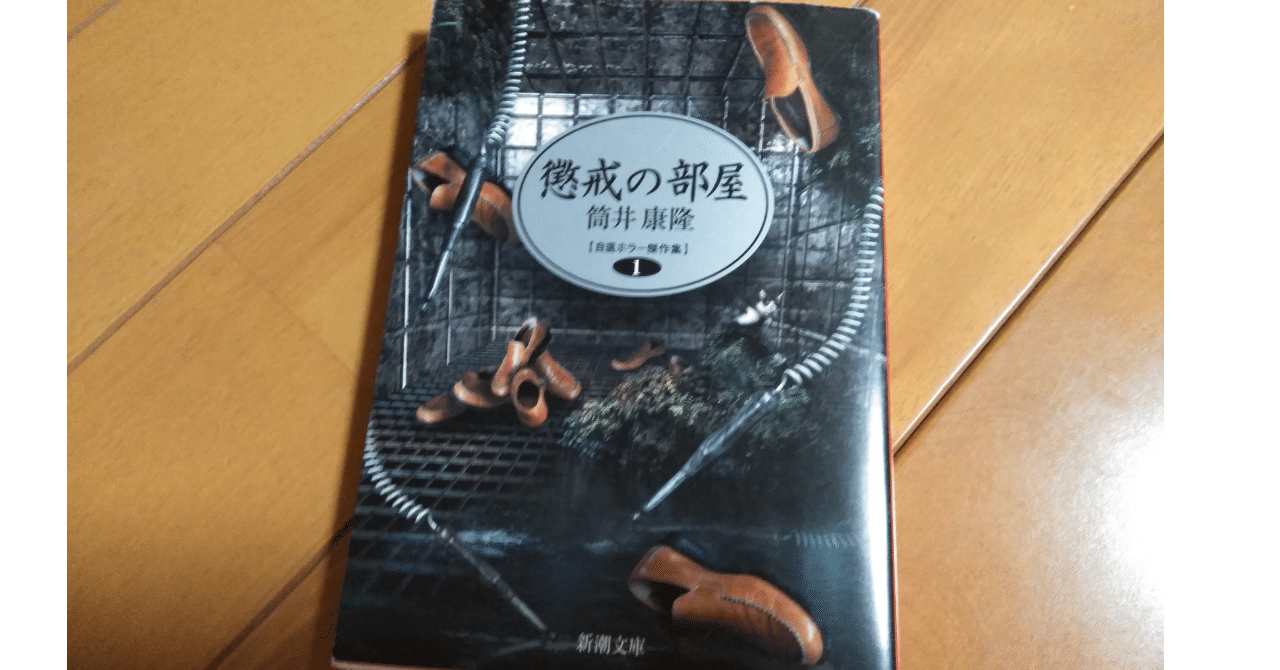 懲戒の部屋
筒井康隆
【自選ホラー傑作集】
1
新潮文庫